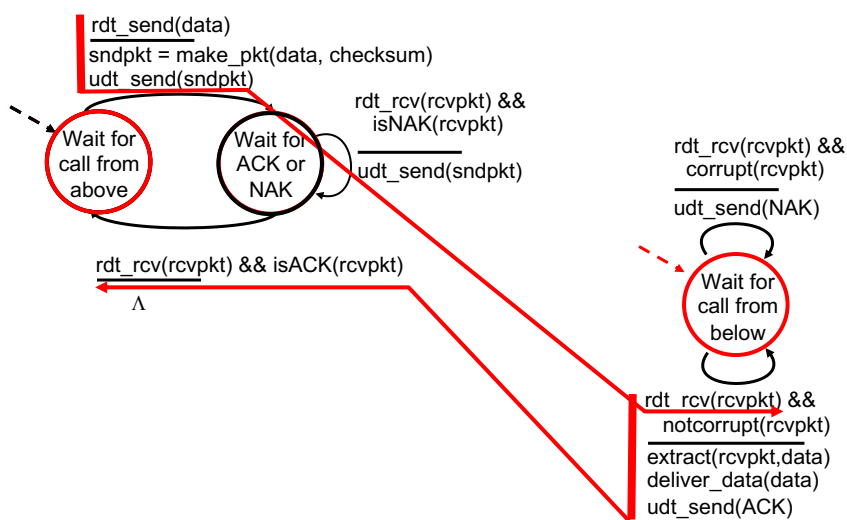 rdt_send(data)
sndpkt = make_pkt(data, checksum)
udt_send(sndpkt)
Wait for
call from
above
Wait for
ACK or
NAK
rdt_rcv(rcvpkt) &&
isNAK(rcvpkt)
udt_send(sndpkt)
rdt_rcv(rcvpkt) && isACK(rcvpkt)
Λ
rdt_rcv(rcvpkt) &&
corrupt(rcvpkt)
udt_send(NAK)
Wait for
call from
below
rdt_rcv(rcvpkt) &&
notcorrupt(rcvpkt)
extract(rcvpkt,data)
deliver_data(data)
udt_send(ACK)